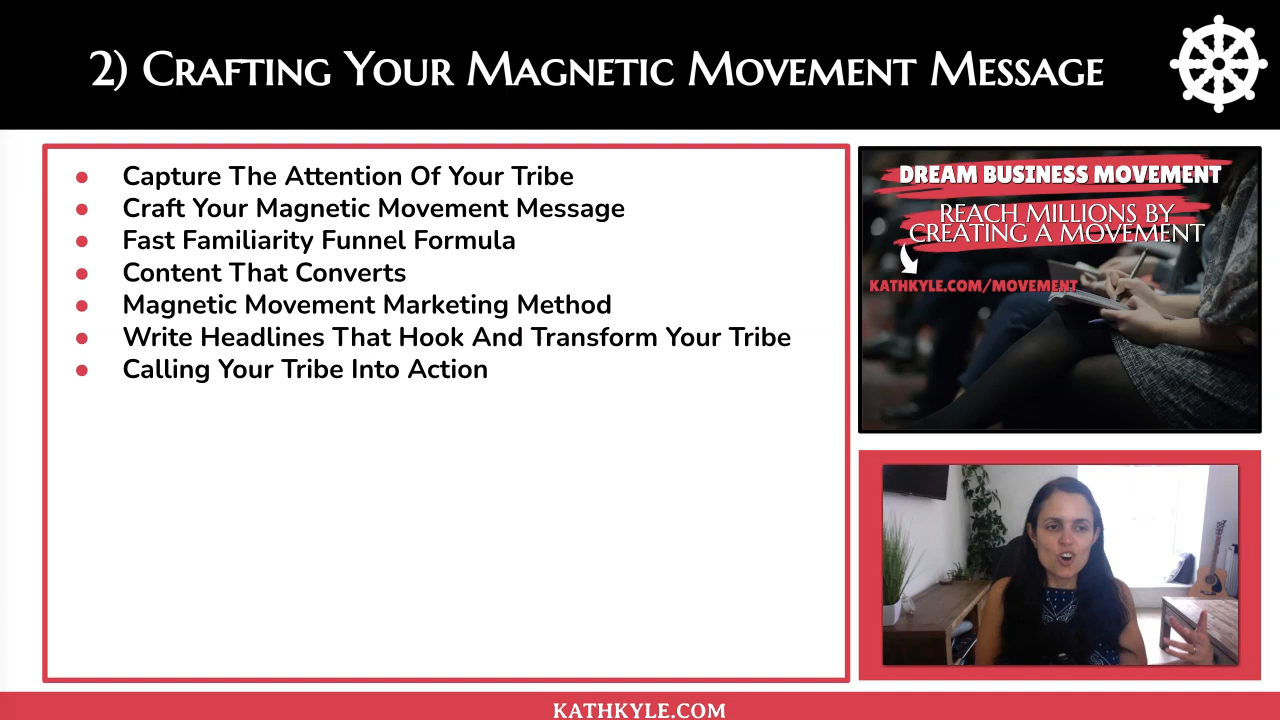 2) Crafting Your Magnetic Movement Message
Capture The Attention Of Your Tribe
Craft Your Magnetic Movement Message
Fast Familiarity Funnel Formula
Content That Converts
Magnetic Movement Marketing Method
Write Headlines That Hook And Transform Your Tribe
Calling Your Tribe Into Action
DREAM BUSINESS MOVEMENT
REACH MILLIONS BY
CREATING A MOVEMENT
KATHKYLE.COM/MOVEMENT
KATHKYLE.COM